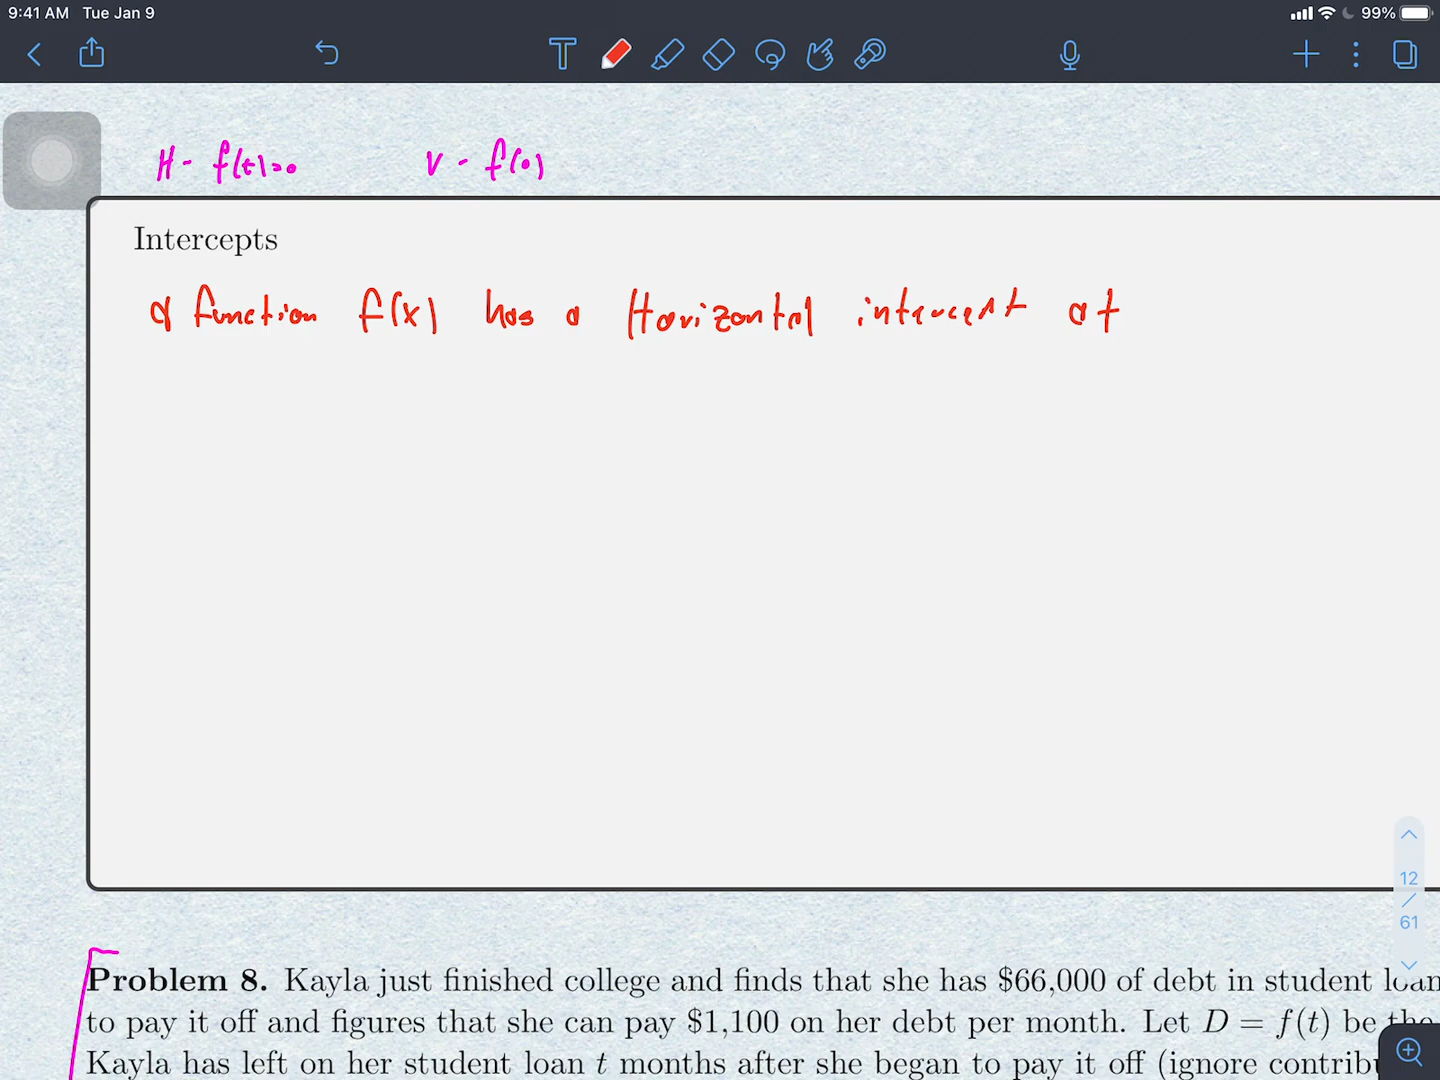 9:41 AM Tue Jan 9
99%
H - f(t)=0 V - f(0)
Intercepts
a function f(x) has a Horizontal intercept at
12
/
61
Problem 8. Kayla just finished college and finds that she has $66,000 of debt in student loan
to pay it off and figures that she can pay $1,100 on her debt per month. Let D = f(t) be the
Kayla has left on her student loan t months after she began to pay it off (ignore contribu